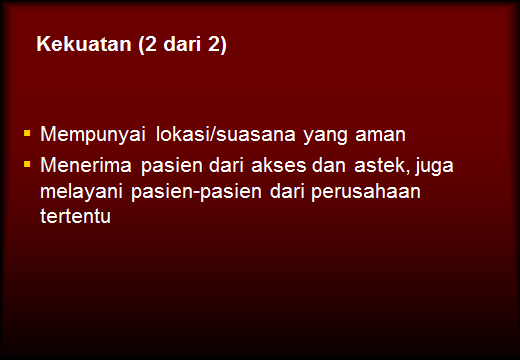 Kekuatan (2 dari 2)
Mempunyai lokasi/suasana yang aman
Menerima pasien dari akses dan astek, juga
melayani pasien-pasien dari perusahaan
tertentu